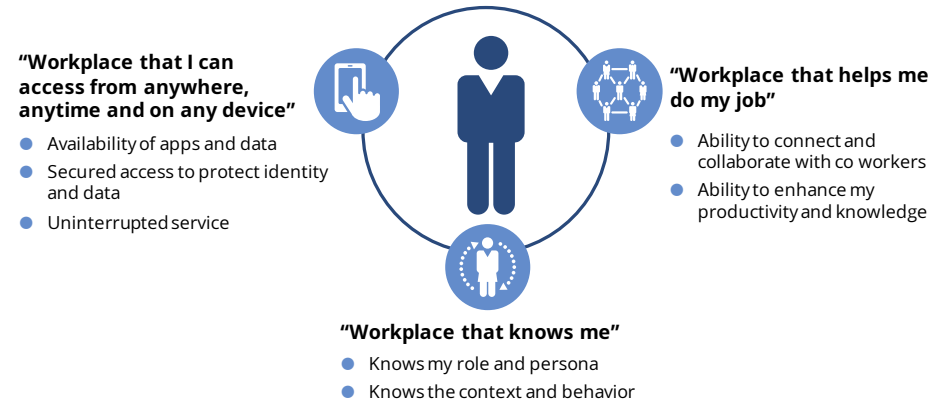 “Workplace that I can
access from anywhere,
anytime and on any device”
Availability of apps and data
Secured access to protect identity
and data
Uninterrupted service
“Workplace that helps me
do my job”
Ability to connect and
collaborate with co workers
Ability to enhance my
productivity and knowledge
“Workplace that knows me”
Knows my role and persona
Knows the context and behavior